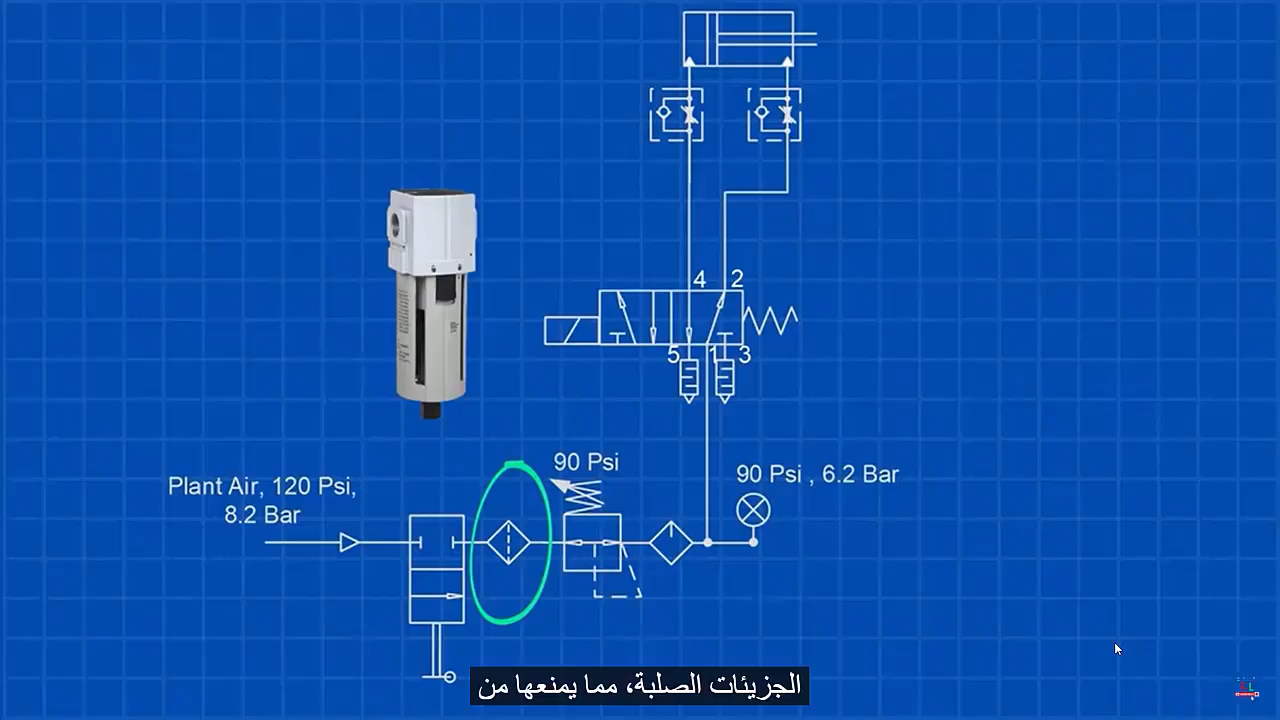 4 2
5 1 3
90 Psi
90 Psi , 6.2 Bar
Plant Air, 120 Psi,
8.2 Bar
الجزيئات الصلبة، مما يمنعها من